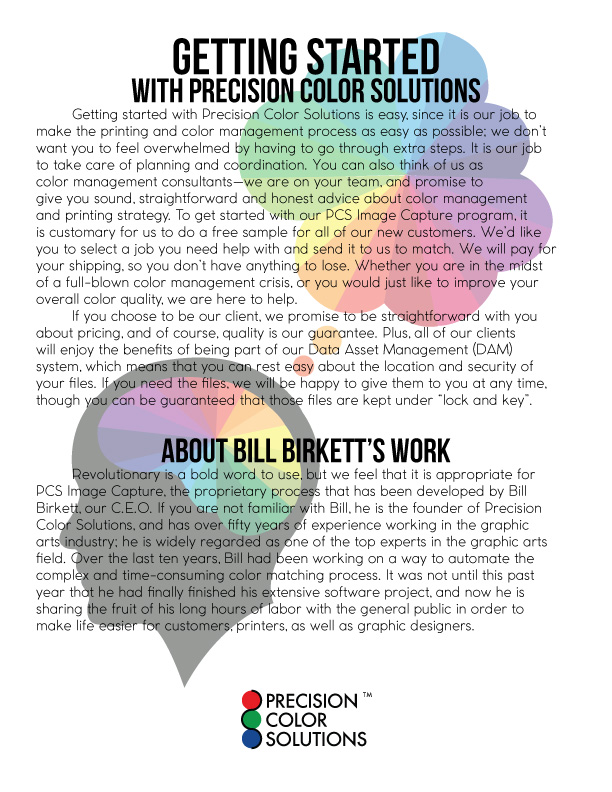 GETTING STARTED
WITH PRECISION COLOR SOLUTIONS
Getting started with Precision Color Solutions is easy, since it is our job to
make the printing and color management process as easy as possible; we don't
want you to feel overwhelmed by having to go through extra steps. It is our job
to take care of planning and coordination. You can also think of us as
color management consultants—we are on your team, and promise to
give you sound, straightforward and honest advice about color management
and printing strategy. To get started with our PCS Image Capture program, it
is customary for us to do a free sample for all of our new customers. We'd like
you to select a job you need help with and send it to us to match. We will pay for
your shipping, so you don't have anything to lose. Whether you are in the midst
of a full-blown color management crisis, or you would just like to improve your
overall color quality, we are here to help.
If you choose to be our client, we promise to be straightforward with you
about pricing, and of course, quality is our guarantee. Plus, all of our clients
will enjoy the benefits of being part of our Data Asset Management (DAM)
system, which means that you can rest easy about the location and security of
your files. If you need the files, we will be happy to give them to you at any time,
though you can be guaranteed that those files are kept under "lock and key".
ABOUT BILL BIRKETT'S WORK
Revolutionary is a bold word to use, but we feel that it is appropriate for
PCS Image Capture, the proprietary process that has been developed by Bill
Birkett, our C.E.O. If you are not familiar with Bill, he is the founder of Precision
Color Solutions, and has over fifty years of experience working in the graphic
arts industry; he is widely regarded as one of the top experts in the graphic arts
field. Over the last ten years, Bill had been working on a way to automate the
complex and time-consuming color matching process. It was not until this past
year that he had finally finished his extensive software project, and now he is
sharing the fruit of his long hours of labor with the general public in order to
make life easier for customers, printers, as well as graphic designers.
PRECISION ™
COLOR
SOLUTIONS